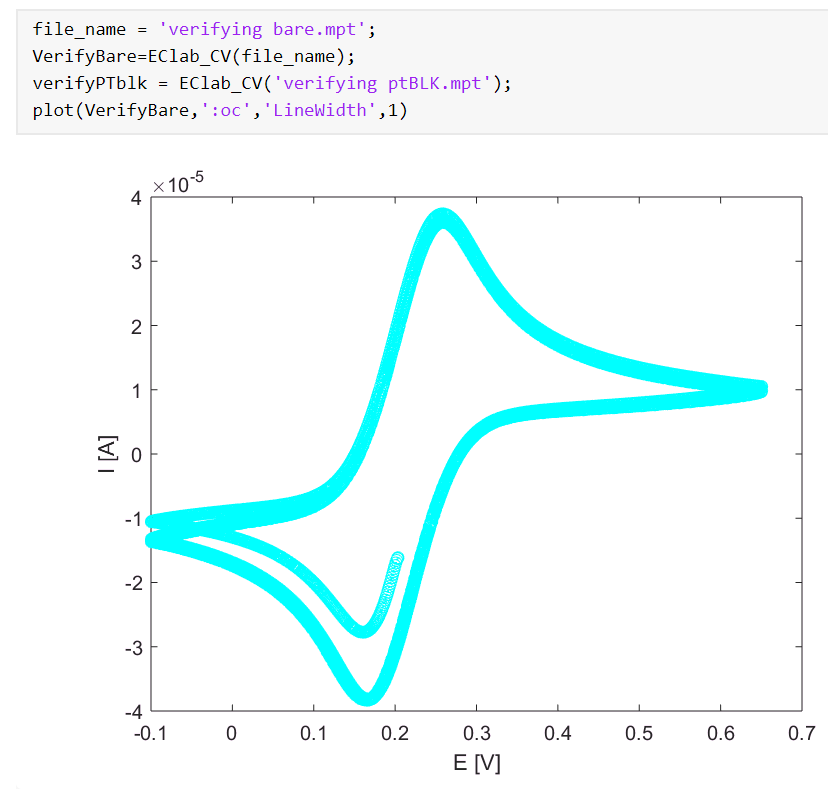 file_name = 'verifying bare.mpt';
VerifyBare=EClab_CV(file_name);
verifyPTblk = EClab_CV('verifying ptBLK.mpt');
plot(VerifyBare,':oc','LineWidth',1)
×10^-5
4
3
2
1
0
-1
-2
-3
-4
I [A]
-0.1 0 0.1 0.2 0.3 0.4 0.5 0.6 0.7
E [V]